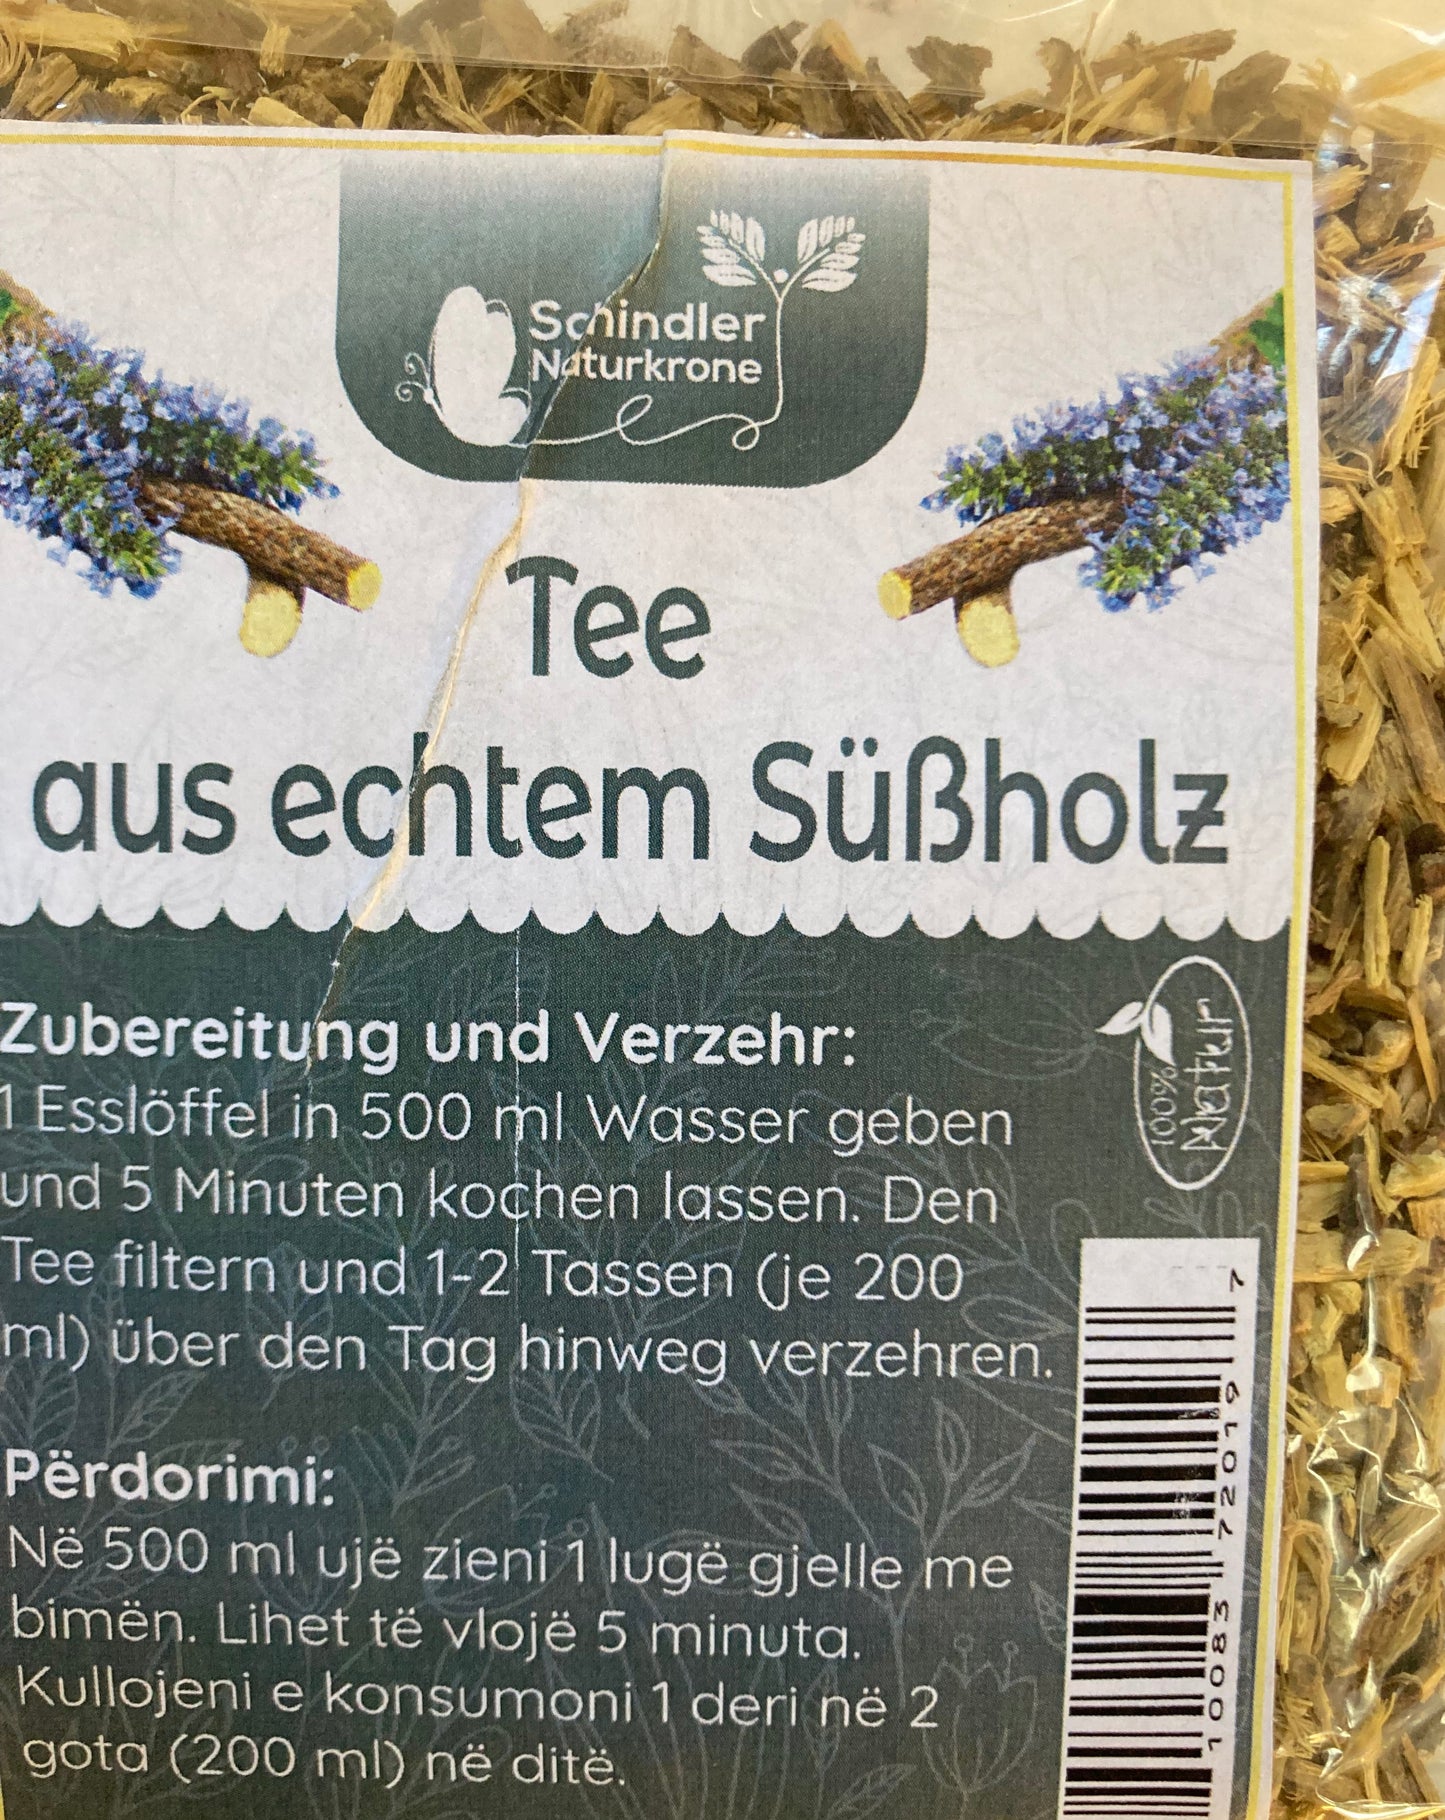 Schindler
Naturkrone
Tee
aus echtem Süßholz
Zubereitung und Verzehr:
1 Esslöffel in 500 ml Wasser geben
und 5 Minuten kochen lassen. Den
Tee filtern und 1-2 Tassen (je 200
ml) über den Tag hinweg verzehren.
100%
Natur
Përdorimi:
Në 500 ml ujë zieni 1 lugë gjelle me
bimën. Lihet të vlojë 5 minuta.
Kullojeni e konsumoni 1 deri në 2
gota (200 ml) në ditë.
10083 72019 7